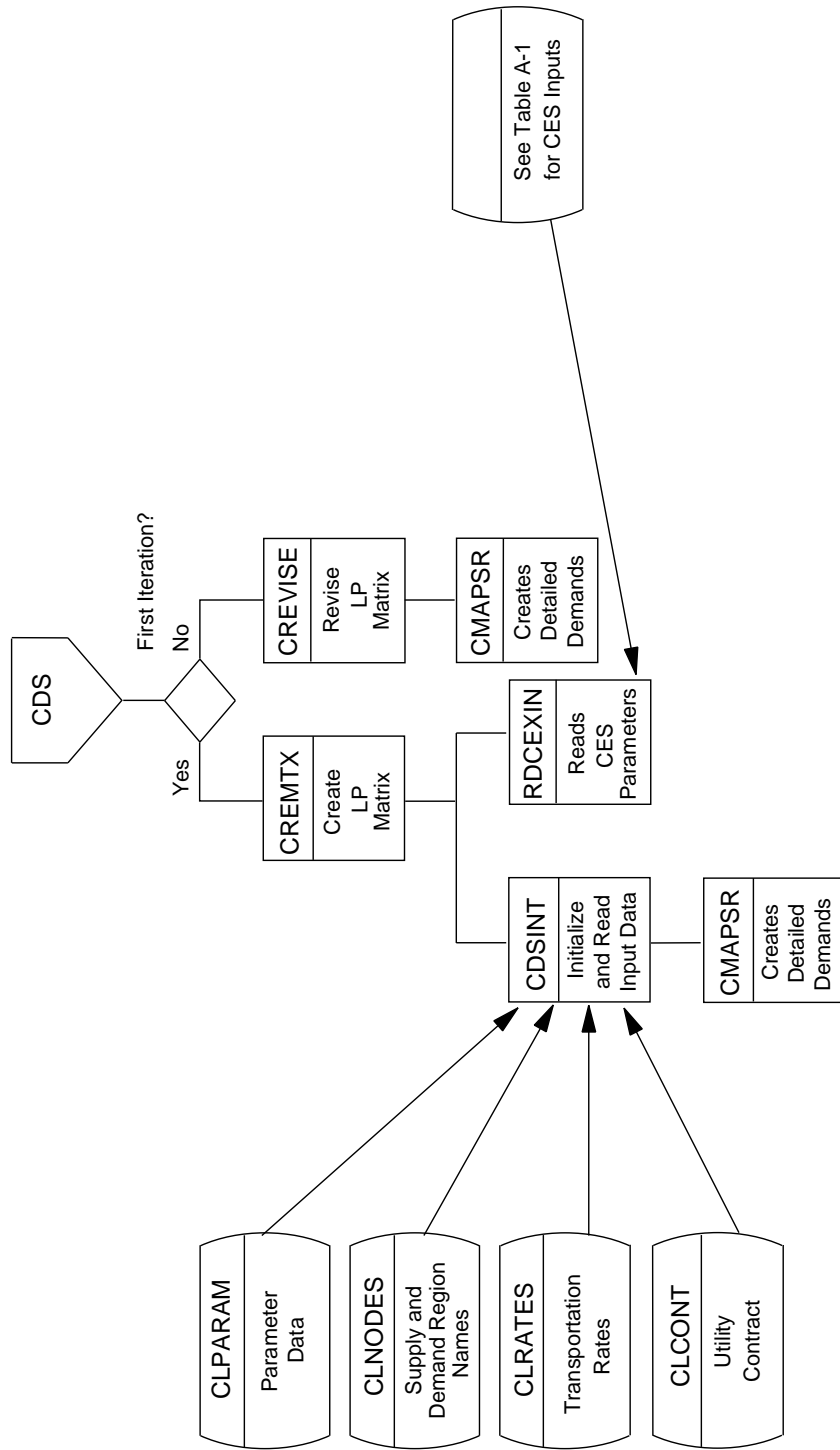 CDS
First Iteration?
Yes
No
CREMTX
Create
LP
Matrix
CREVISE
Revise
LP
Matrix
CDSINT
Initialize
and Read
Input Data
RDCEXIN
Reads
CES
Parameters
CMAPSR
Creates
Detailed
Demands
CMAPSR
Creates
Detailed
Demands
CLPARAM
Parameter
Data
CLNODES
Supply and
Demand Region
Names
CLRATES
Transportation
Rates
CLCONT
Utility
Contract
See Table A-1
for CES Inputs